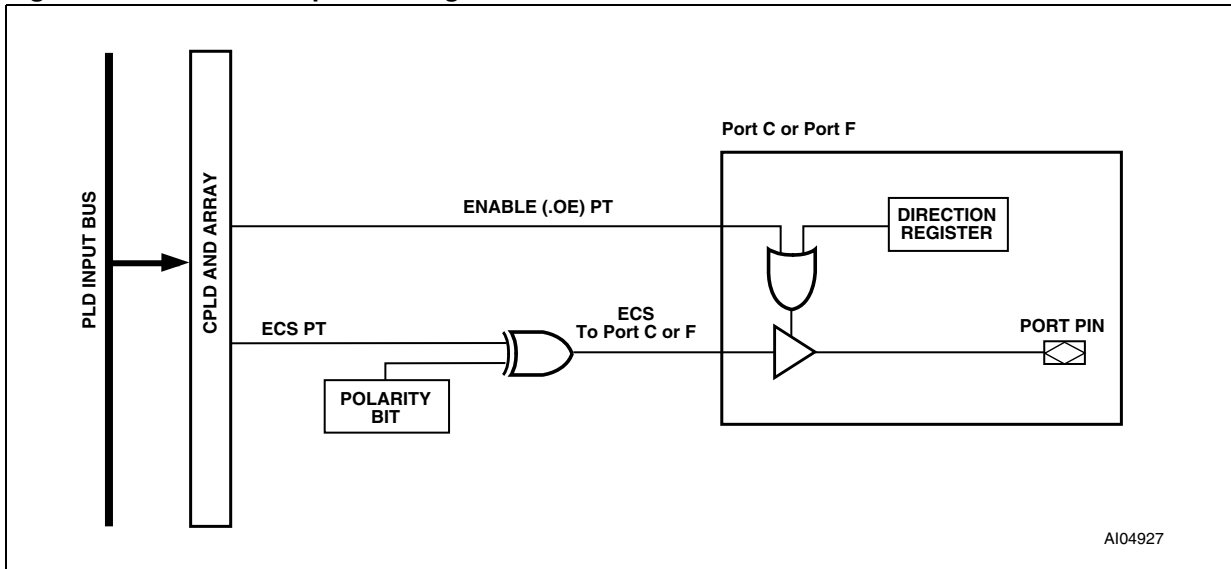 PLD INPUT BUS
CPLD AND ARRAY
ENABLE (.OE) PT
ECS PT
POLARITY
BIT
ECS
To Port C or F
Port C or Port F
DIRECTION
REGISTER
PORT PIN
AI04927